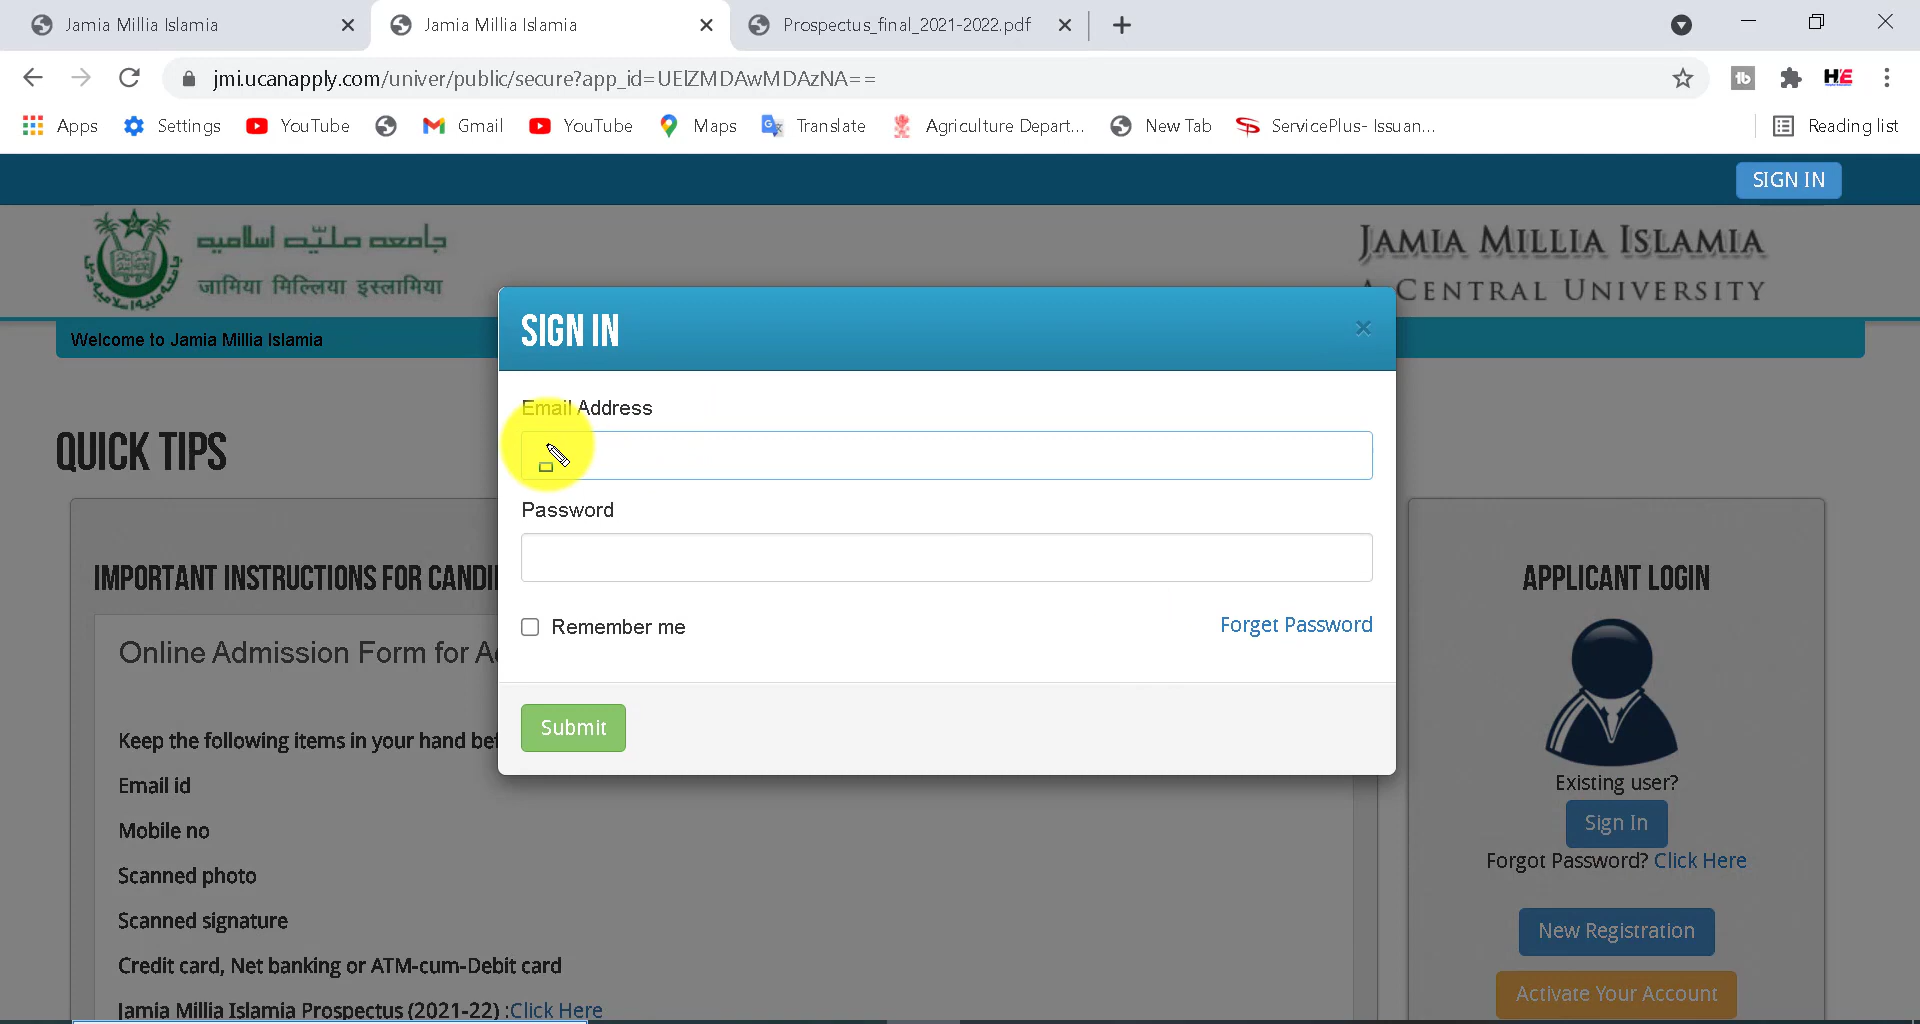 Jamia Millia Islamia
Jamia Millia Islamia
Prospectus_final_2021-2022.pdf
jmi.ucanapply.com/univer/public/secure?app_id=UElZMDAwMDAzNA==
Apps
Settings
YouTube
Gmail
YouTube
Maps
Translate
Agriculture Depart...
New Tab
ServicePlus- Issuan...
Reading list
SIGN IN
جامعہ ملیّہ اسلامیہ
जामिया मिल्लिया इस्लामिया
JAMIA MILLIA ISLAMIA
A CENTRAL UNIVERSITY
Welcome to Jamia Millia Islamia
SIGN IN
Email Address
Password
Remember me
Forget Password
Submit
QUICK TIPS
IMPORTANT INSTRUCTIONS FOR CANDI
Online Admission Form for A
Keep the following items in your hand bef
Email id
Mobile no
Scanned photo
Scanned signature
Credit card, Net banking or ATM-cum-Debit card
Jamia Millia Islamia Prospectus (2021-22) :Click Here
APPLICANT LOGIN
Existing user?
Sign In
Forgot Password? Click Here
New Registration
Activate Your Account